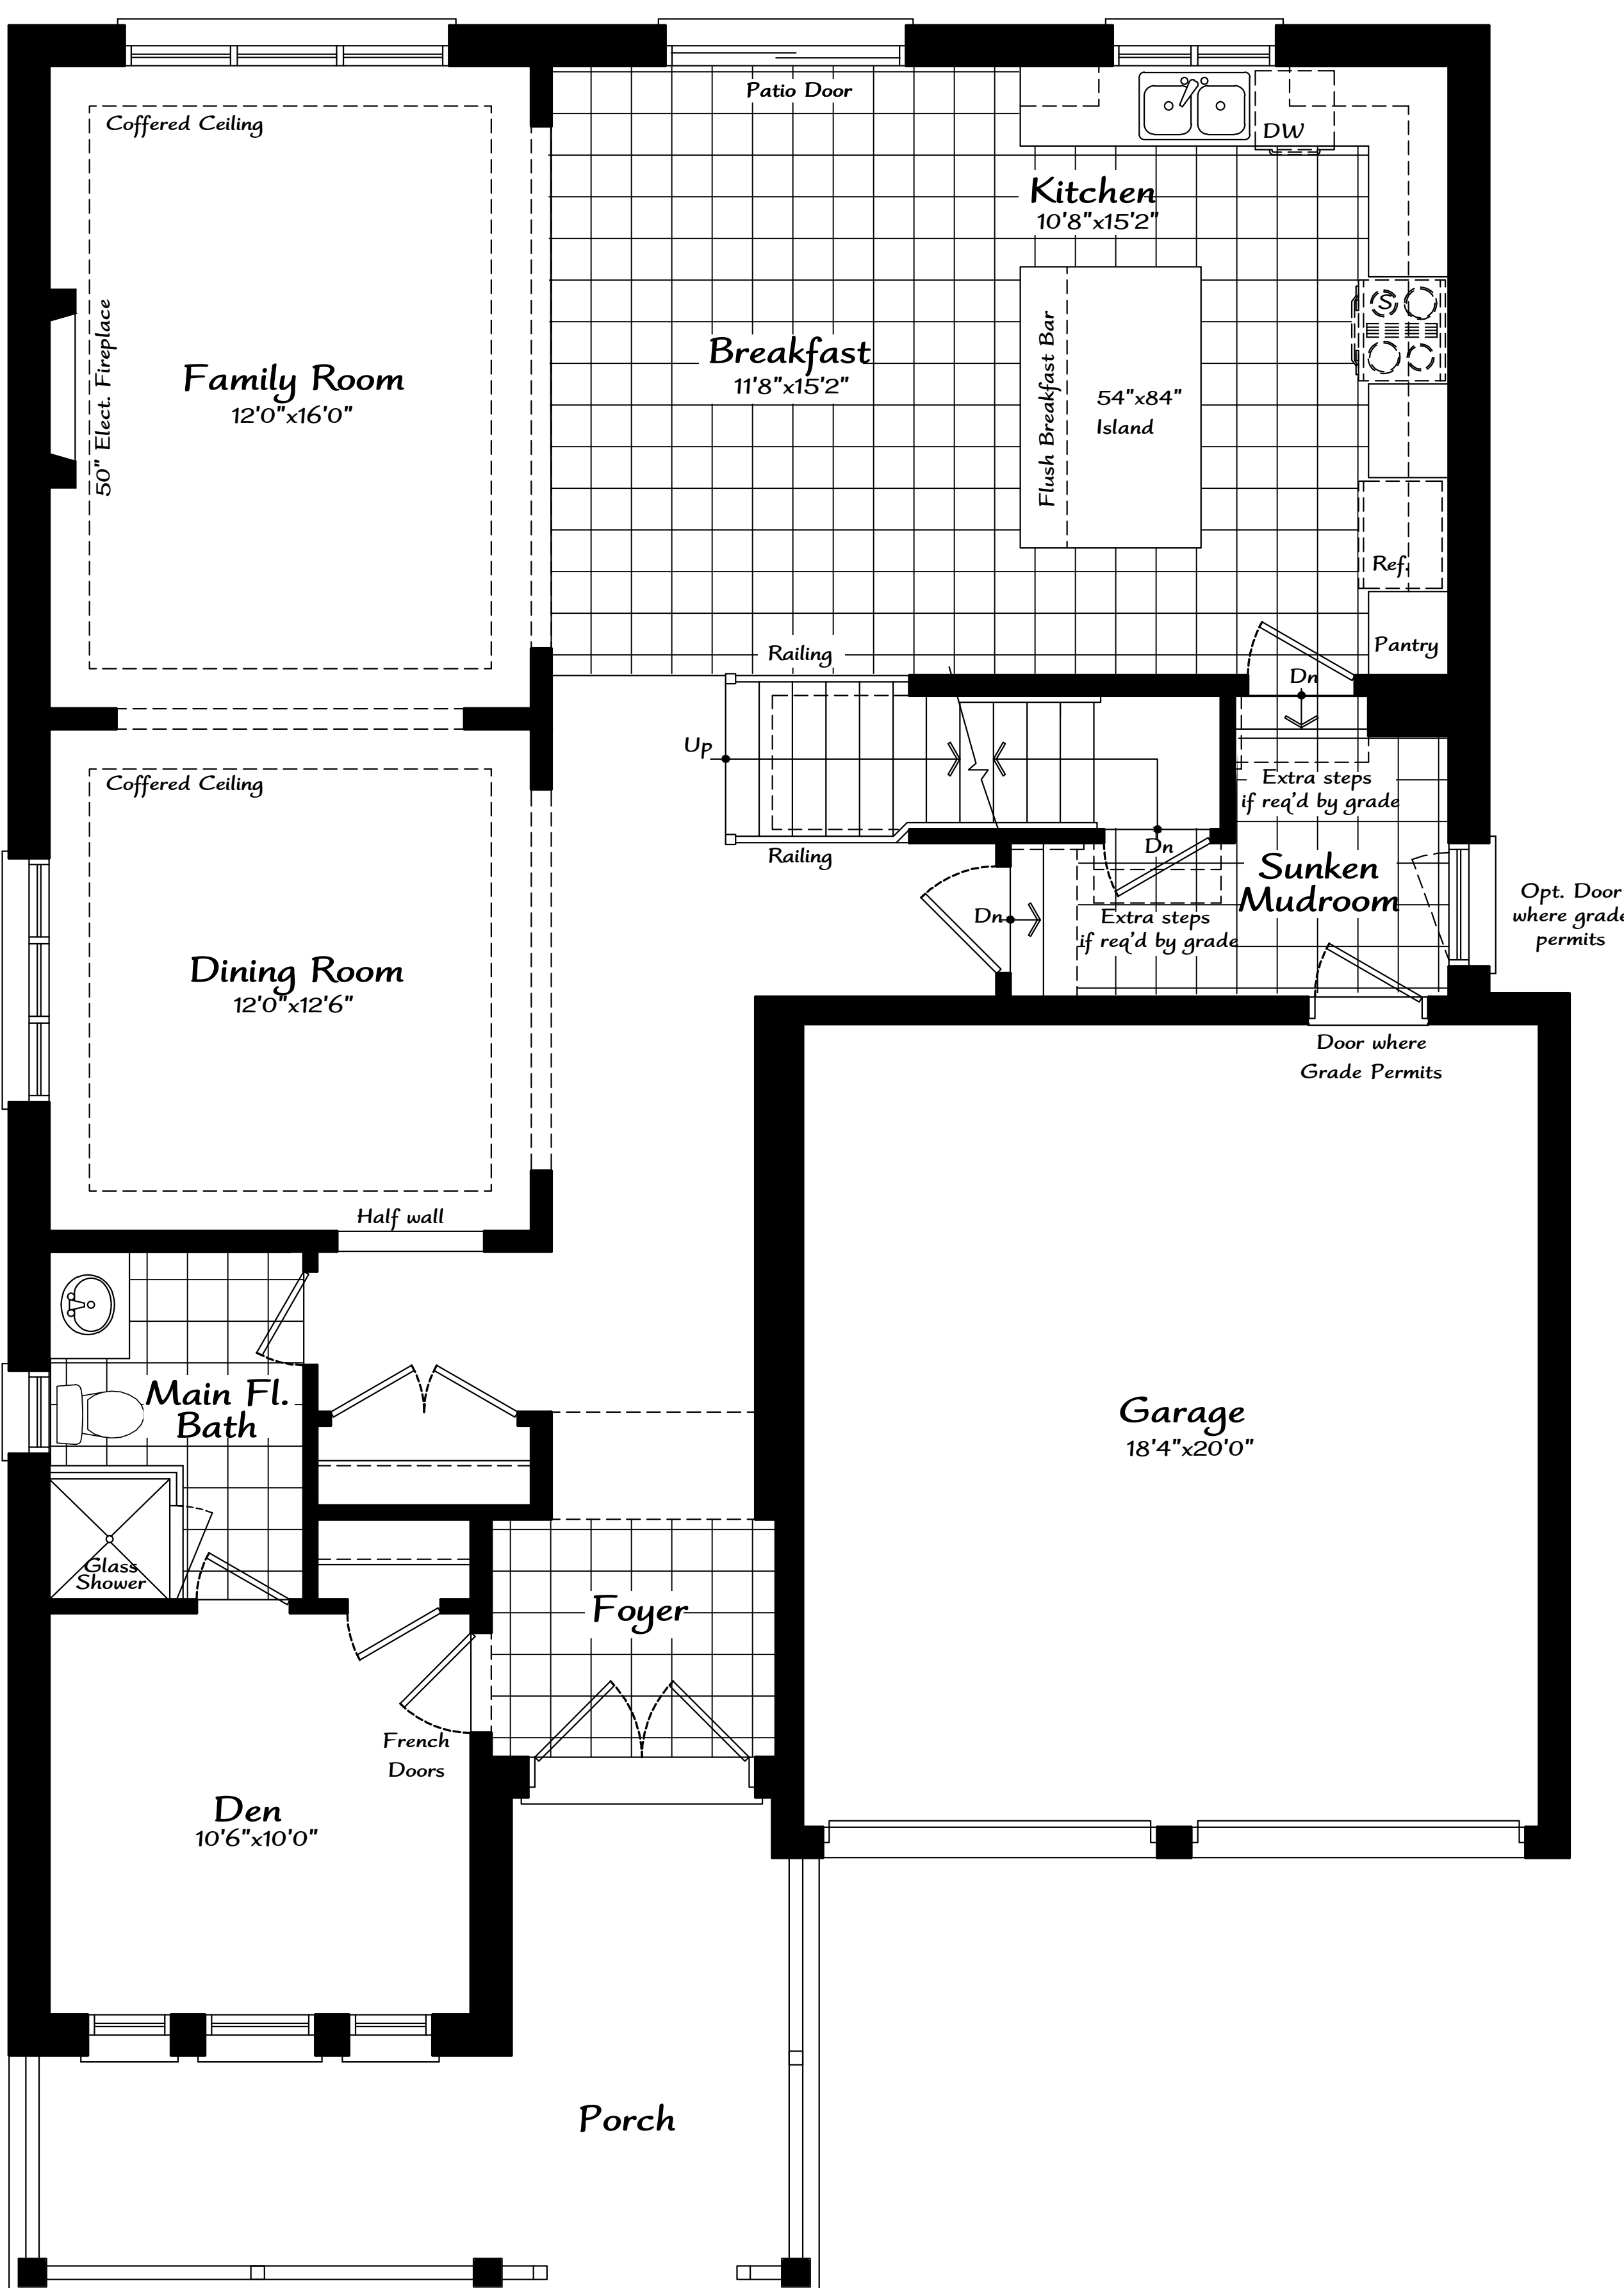 Patio Door
Coffered Ceiling
DW
Kitchen
10'8"x15'2"
50" Elect. Fireplace
Family Room
12'0"x16'0"
Breakfast
11'8"x15'2"
Flush Breakfast Bar
54"x84"
Island
S
Ref.
Pantry
Railing
Dn
Up
Coffered Ceiling
Extra steps
if req'd by grade
Railing
Dn
Sunken
Mudroom
Dn
Extra steps
if req'd by grade
Opt. Door
where grade
permits
Dining Room
12'0"x12'6"
Door where
Grade Permits
Half wall
Main Fl.
Bath
Garage
18'4"x20'0"
Glass
Shower
Foyer
French
Doors
Den
10'6"x10'0"
Porch